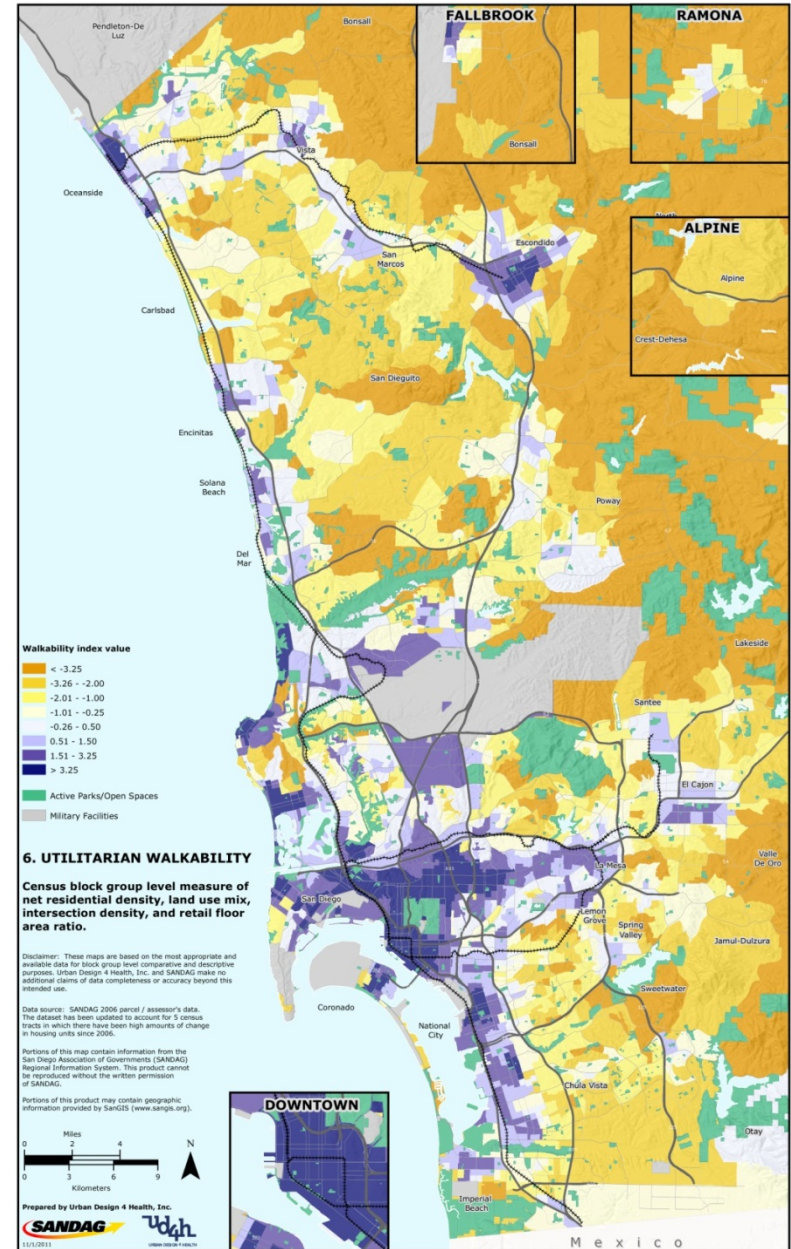 Pendleton-De
Luz
Bonsall
FALLBROOK
Bonsall
RAMONA
Vista
Oceanside
North
ALPINE
Alpine
Crest-Dehesa
Escondido
San
Marcos
Carlsbad
San Dieguito
Encinitas
Solana
Beach
Poway
Del
Mar
Lakeside
Santee
El Cajon
Valle
De Oro
La Mesa
San Diego
Lemon
Grove
Spring
Valley
Jamul-Dulzura
Sweetwater
Coronado
National
City
Chula Vista
Otay
Imperial
Beach
Mexico
Walkability index value
< -3.25
-3.26 - -2.00
-2.01 - -1.00
-1.01 - -0.25
-0.26 - 0.50
0.51 - 1.50
1.51 - 3.25
> 3.25
Active Parks/Open Spaces
Military Facilities
6. UTILITARIAN WALKABILITY
Census block group level measure of
net residential density, land use mix,
intersection density, and retail floor
area ratio.
Disclaimer: These maps are based on the most appropriate and
available data for block group level comparative and descriptive
purposes. Urban Design 4 Health, Inc. and SANDAG make no
additional claims of data completeness or accuracy beyond this
intended use.
Data source: SANDAG 2006 parcel / assessor's data.
The dataset has been updated to account for 5 census
tracts in which there have been high amounts of change
in housing units since 2006.
Portions of this map contain information from the
San Diego Association of Governments (SANDAG)
Regional Information System. This product cannot
be reproduced without the written permission
of SANDAG.
Portions of this product may contain geographic
information provided by SanGIS (www.sangis.org).
Miles
0 2 4
0 3 6 9
Kilometers
N
Prepared by Urban Design 4 Health, Inc.
SANDAG
ud4h
URBAN DESIGN 4 HEALTH
11/1/2011
DOWNTOWN